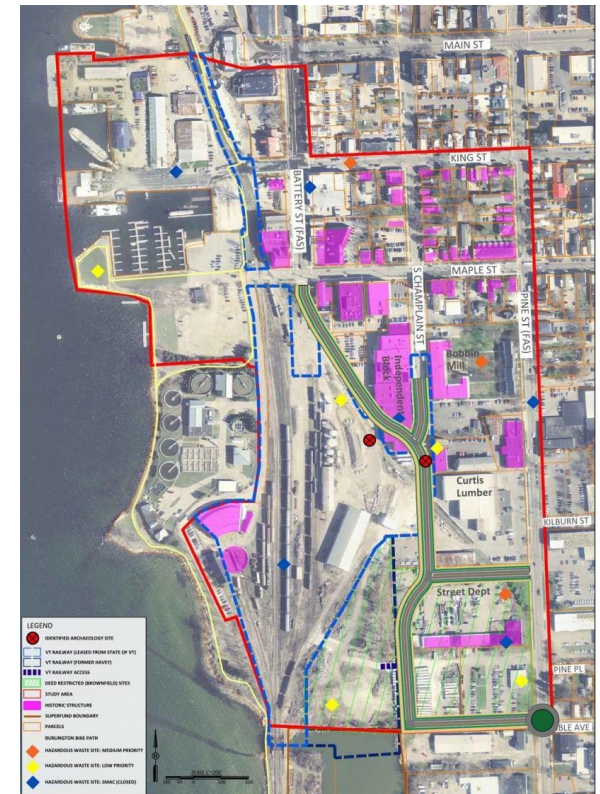 MAIN ST
KING ST
BATTERY ST (FAS)
S CHAMPLAIN ST
MAPLE ST
PINE ST (FAS)
Bobbin
Mill
Independent
Block
Curtis
Lumber
KILBURN ST
Street Dept
PINE PL
BLE AVE
LEGEND
IDENTIFIED ARCHAEOLOGY SITE
VT RAILWAY (LEASED FROM STATE OF VT)
VT RAILWAY (FORMER HAVEY)
VT RAILWAY ACCESS
DEED RESTRICTED (BROWNFIELD) SITES
STUDY AREA
HISTORIC STRUCTURE
SUPERFUND BOUNDARY
PARCELS
BURLINGTON BIKE PATH
HAZARDOUS WASTE SITE: MEDIUM PRIORITY
HAZARDOUS WASTE SITE: LOW PRIORITY
HAZARDOUS WASTE SITE: SMAC (CLOSED)